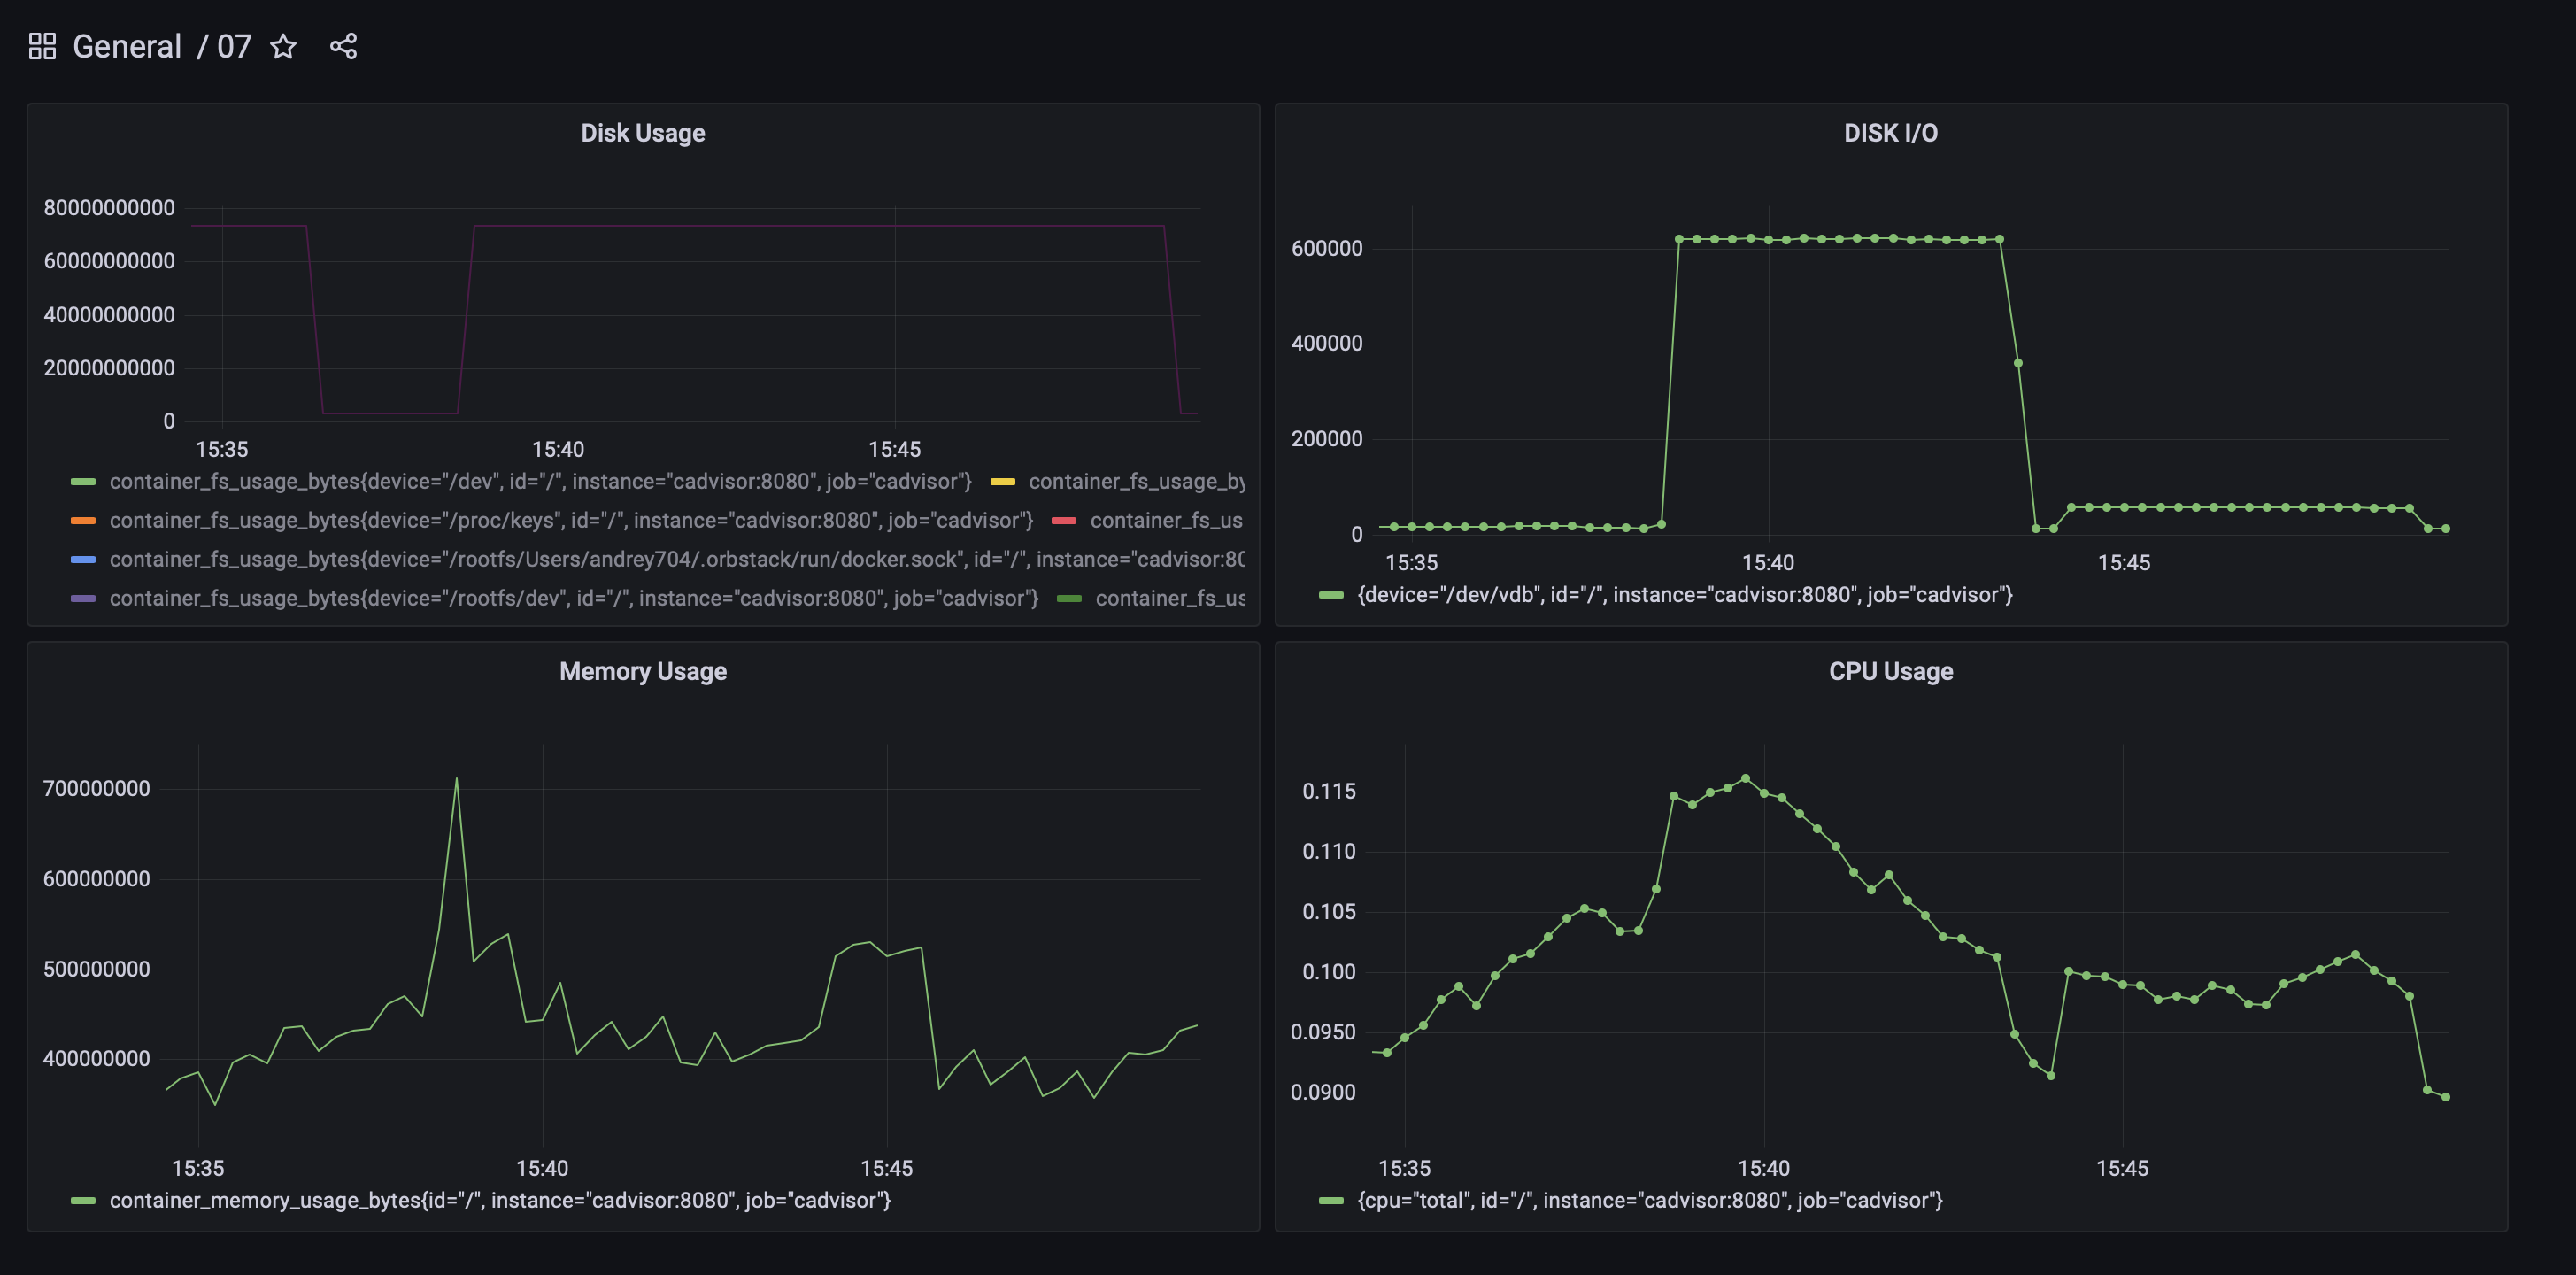 General / 07
Disk Usage
80000000000
60000000000
40000000000
20000000000
0
15:35 15:40 15:45
container_fs_usage_bytes{device="/dev", id="/", instance="cadvisor:8080", job="cadvisor"} container_fs_usage_by
container_fs_usage_bytes{device="/proc/keys", id="/", instance="cadvisor:8080", job="cadvisor"} container_fs_us
container_fs_usage_bytes{device="/rootfs/Users/andrey704/.orbstack/run/docker.sock", id="/", instance="cadvisor:80
container_fs_usage_bytes{device="/rootfs/dev", id="/", instance="cadvisor:8080", job="cadvisor"} container_fs_us
DISK I/O
600000
400000
200000
0
15:35 15:40 15:45
{device="/dev/vdb", id="/", instance="cadvisor:8080", job="cadvisor"}
Memory Usage
700000000
600000000
500000000
400000000
15:35 15:40 15:45
container_memory_usage_bytes{id="/", instance="cadvisor:8080", job="cadvisor"}
CPU Usage
0.115
0.110
0.105
0.100
0.0950
0.0900
15:35 15:40 15:45
{cpu="total", id="/", instance="cadvisor:8080", job="cadvisor"}